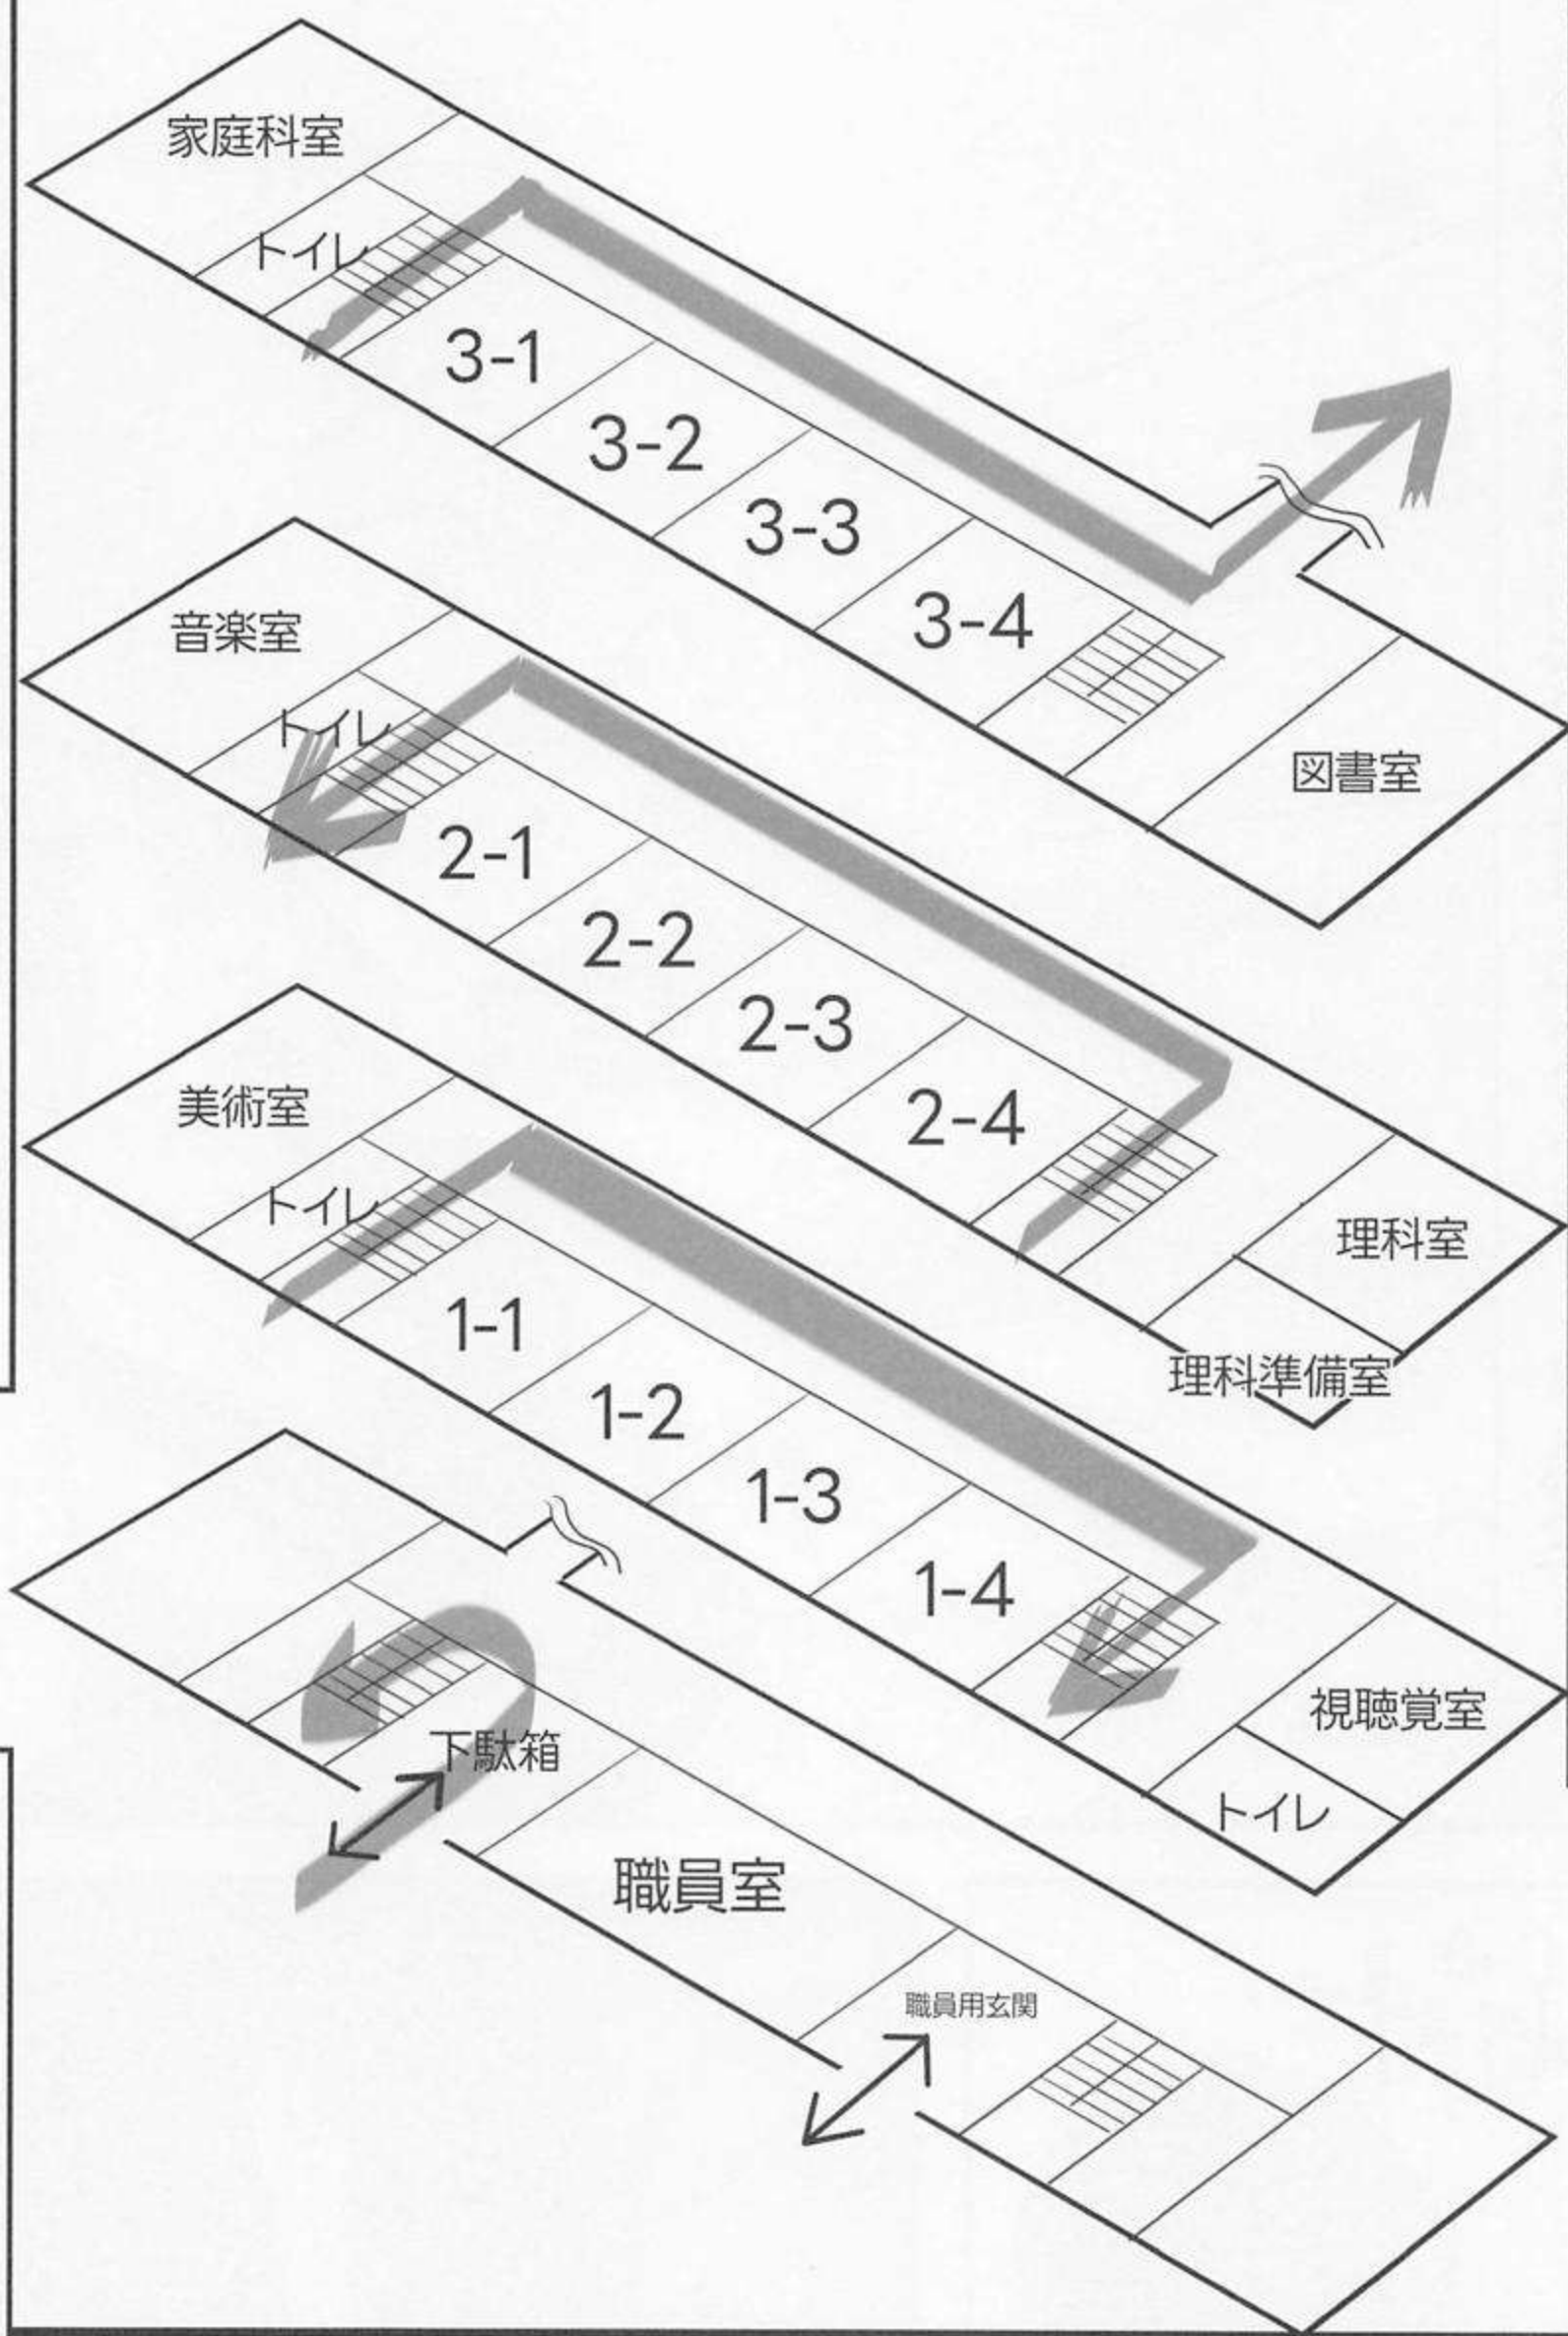 家庭科室
トイレ
3-1
3-2
3-3
3-4
図書室
音楽室
トイレ
2-1
2-2
2-3
2-4
理科室
理科準備室
美術室
トイレ
1-1
1-2
1-3
1-4
視聴覚室
トイレ
下駄箱
職員室
職員用玄関